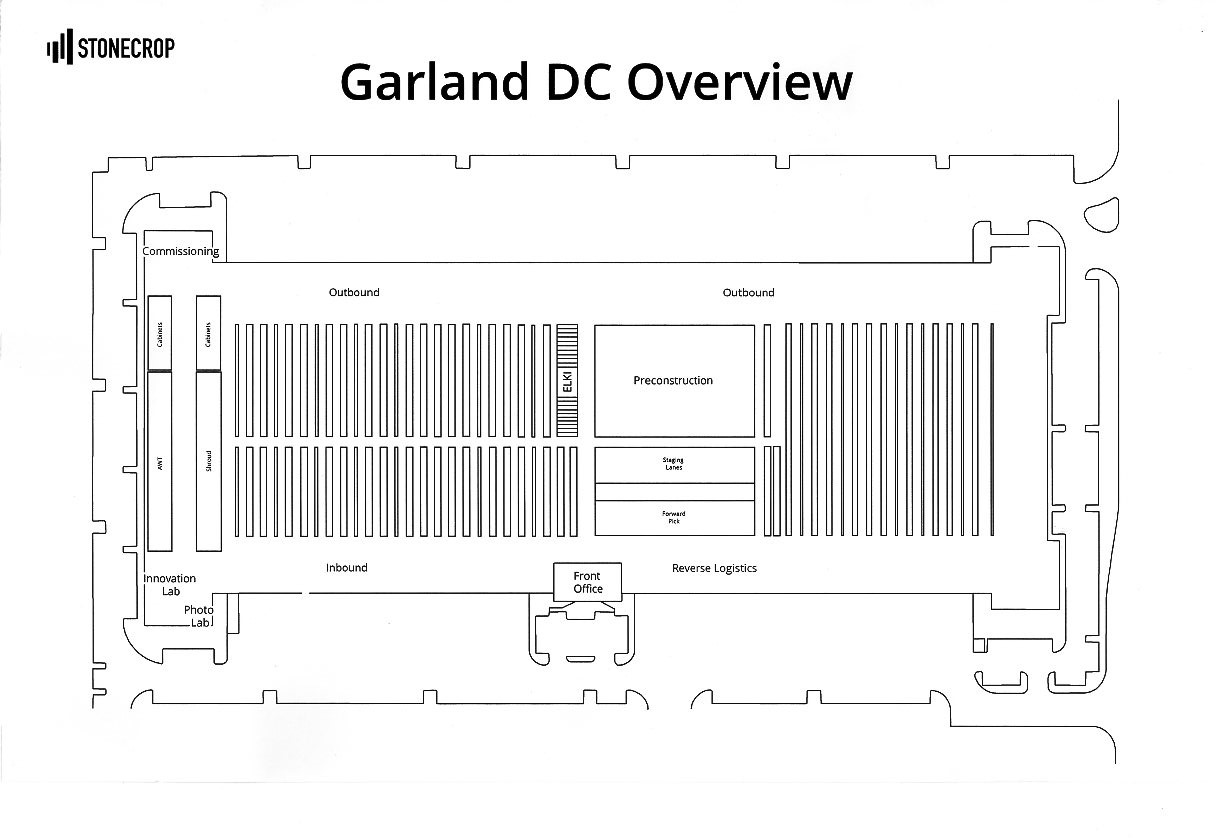 STONECROP
Garland DC Overview
Commissioning
Outbound
Outbound
Cabinets
Cabinets
ELKI
Preconstruction
AWT
Shroud
Staging
Lanes
Forward
Pick
Inbound
Reverse Logistics
Front
Office
Innovation
Lab
Photo
Lab